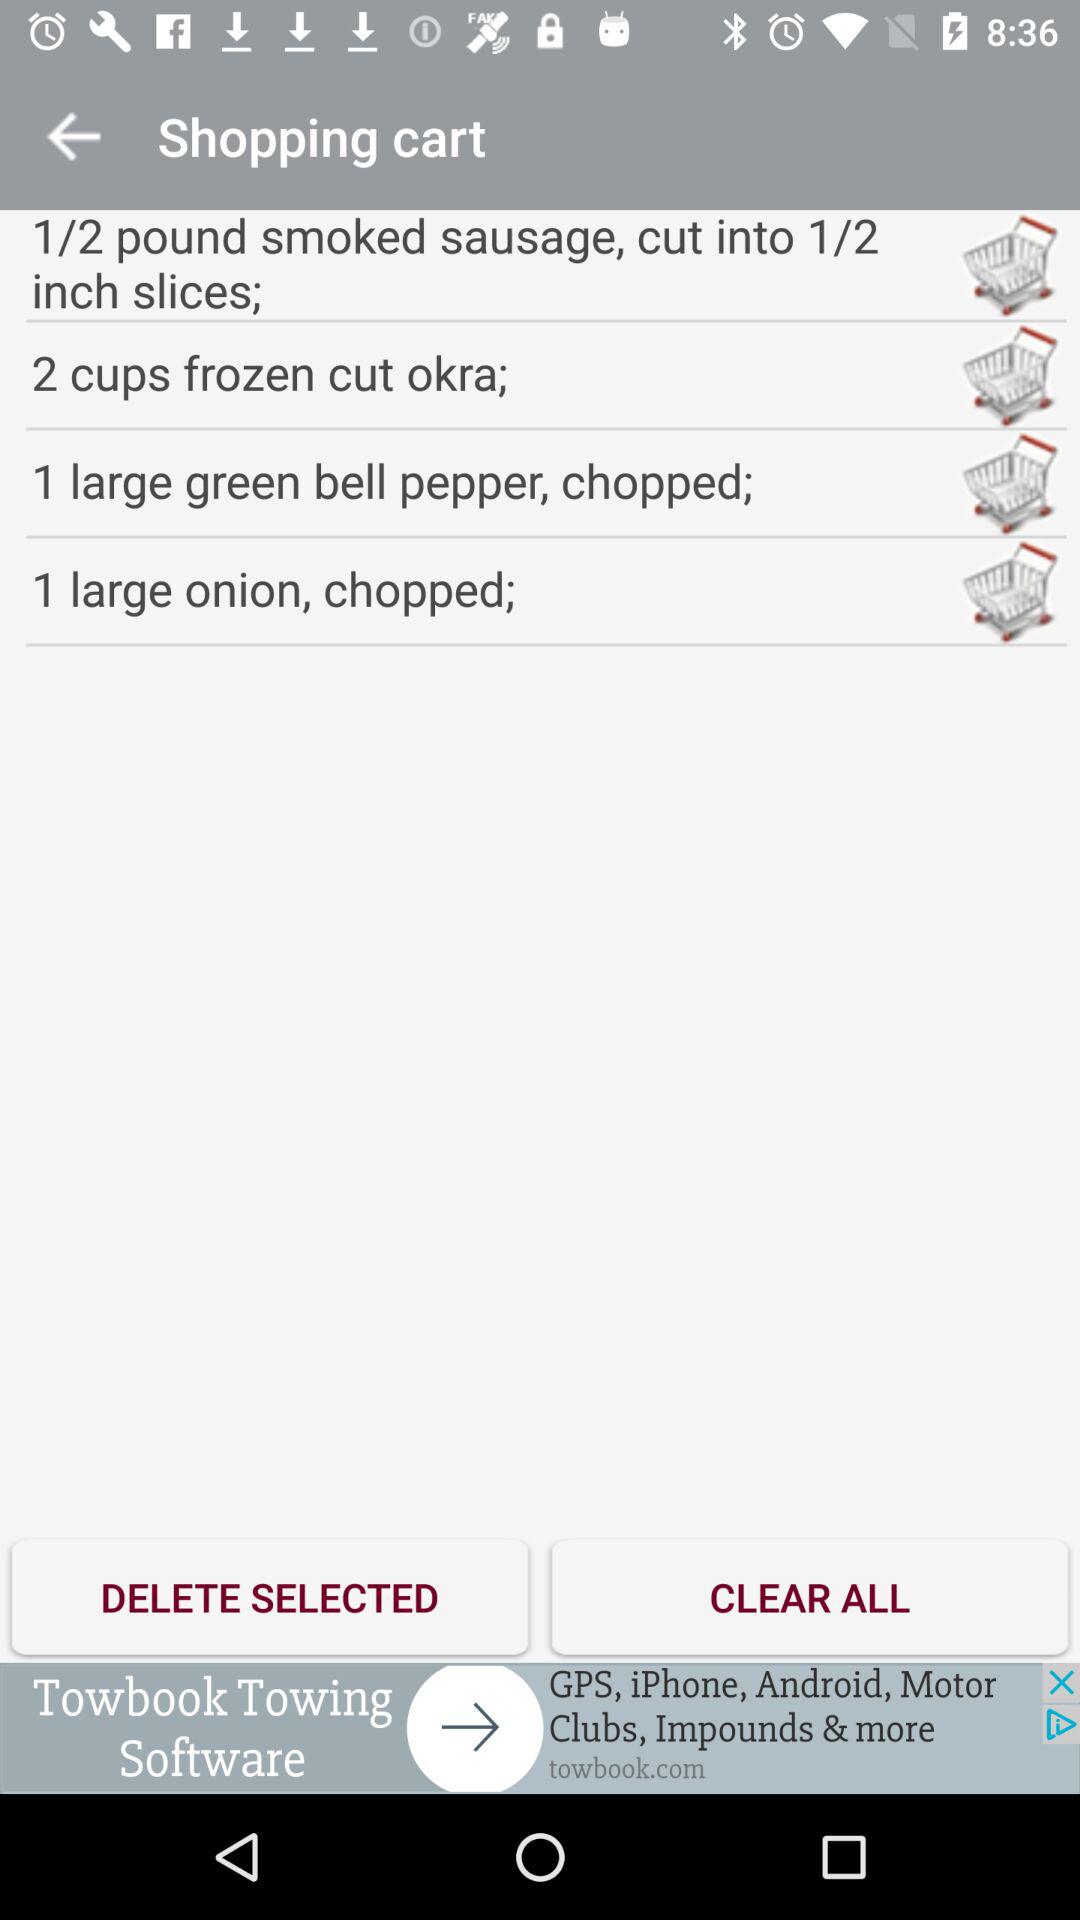 FAKE
8:36
Shopping cart
1/2 pound smoked sausage, cut into 1/2
inch slices;
2 cups frozen cut okra;
1 large green bell pepper, chopped;
1 large onion, chopped;
DELETE SELECTED
CLEAR ALL
Towbook Towing
Software
GPS, iPhone, Android, Motor
Clubs, Impounds & more
towbook.com